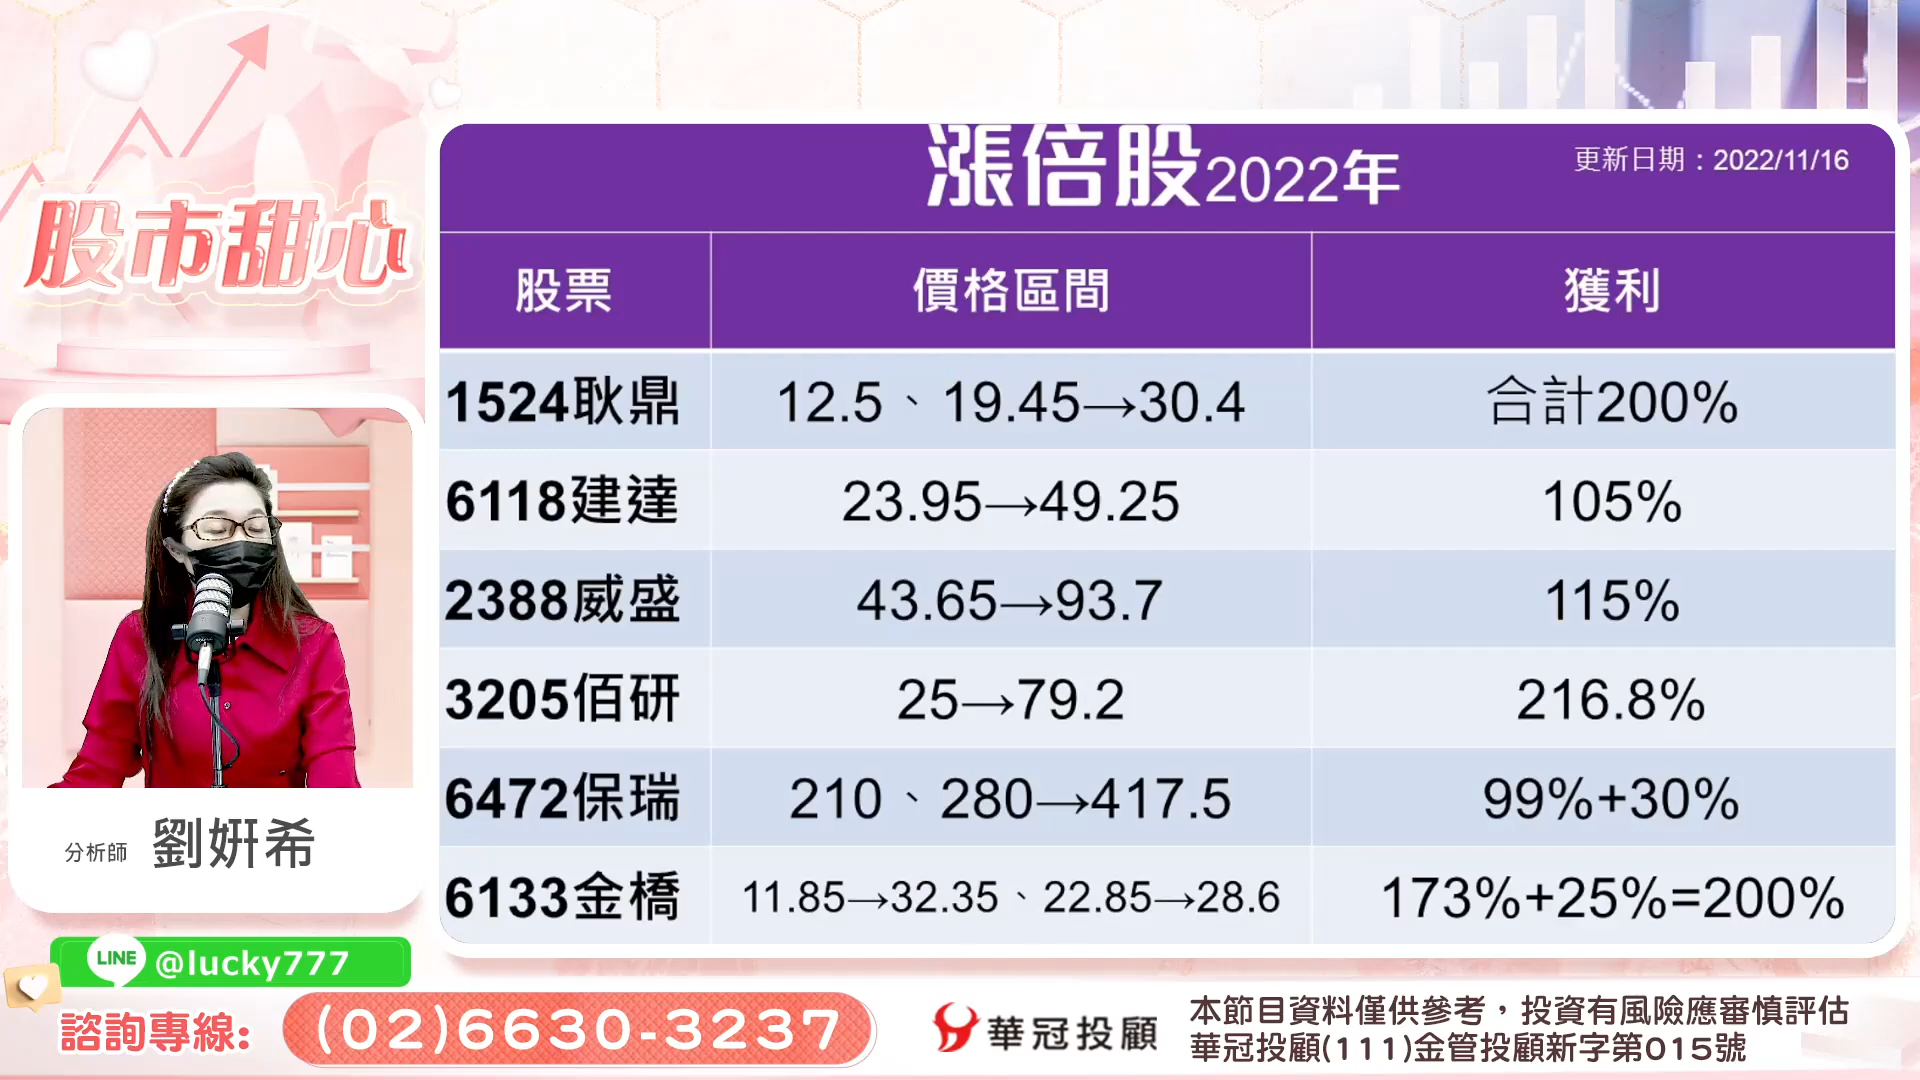 股市甜心
漲倍股2022年
更新日期：2022/11/16
股票 價格區間 獲利
1524耿鼎 12.5、19.45→30.4 合計200%
6118建達 23.95→49.25 105%
2388威盛 43.65→93.7 115%
3205佰研 25→79.2 216.8%
6472保瑞 210、280→417.5 99%+30%
6133金橋 11.85→32.35、22.85→28.6 173%+25%=200%
分析師 劉姸希
LINE @lucky777
諮詢專線: (02)6630-3237
華冠投顧
本節目資料僅供參考，投資有風險應審慎評估
華冠投顧(111)金管投顧新字第015號